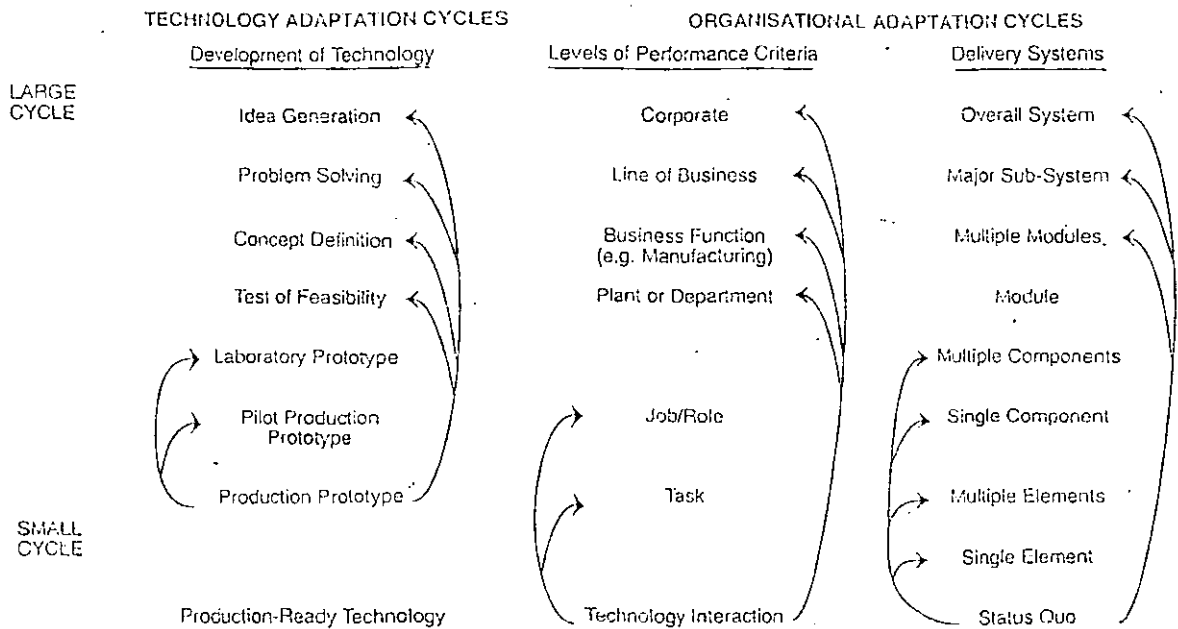 TECHNOLOGY ADAPTATION CYCLES
ORGANISATIONAL ADAPTATION CYCLES
Development of Technology
Levels of Performance Criteria
Delivery Systems
LARGE
CYCLE
Idea Generation
Corporate
Overall System
Problem Solving
Line of Business
Major Sub-System
Concept Definition
Business Function
(e.g. Manufacturing)
Multiple Modules
Test of Feasibility
Plant or Department
Module
Laboratory Prototype
Multiple Components
Pilot Production
Prototype
Job/Role
Single Component
Production Prototype
Task
Multiple Elements
SMALL
CYCLE
Single Element
Production-Ready Technology
Technology Interaction
Status Quo